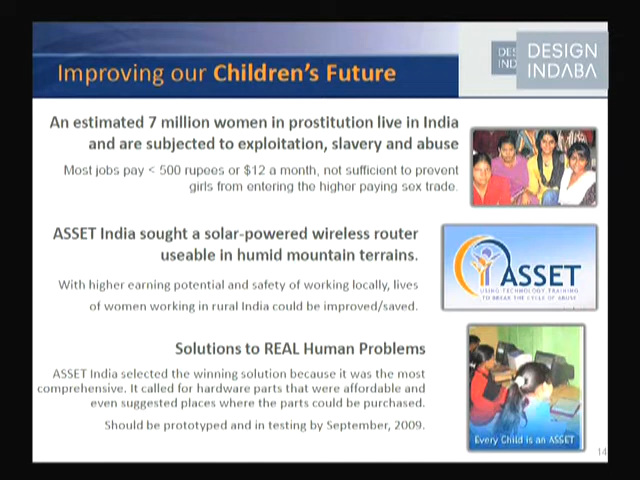 Improving our Children's Future
DESIGN
INDABA
An estimated 7 million women in prostitution live in India
and are subjected to exploitation, slavery and abuse
Most jobs pay < 500 rupees or $12 a month, not sufficient to prevent
girls from entering the higher paying sex trade.
ASSET India sought a solar-powered wireless router
useable in humid mountain terrains.
With higher earning potential and safety of working locally, lives
of women working in rural India could be improved/saved.
ASSET
USING TECHNOLOGY TRAINING
TO BREAK THE CYCLE OF ABUSE
Solutions to REAL Human Problems
ASSET India selected the winning solution because it was the most
comprehensive. It called for hardware parts that were affordable and
even suggested places where the parts could be purchased.
Should be prototyped and in testing by September, 2009.
Every Child is an ASSET
14